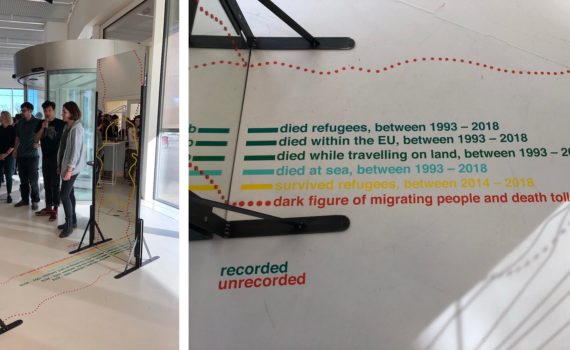 died refugees, between 1993 – 2018
died within the EU, between 1993 – 2018
died while travelling on land, between 1993 – 20
died at sea, between 1993 – 2018
survived refugees, between 2014 – 2018
dark figure of migrating people and death toll
recorded
unrecorded